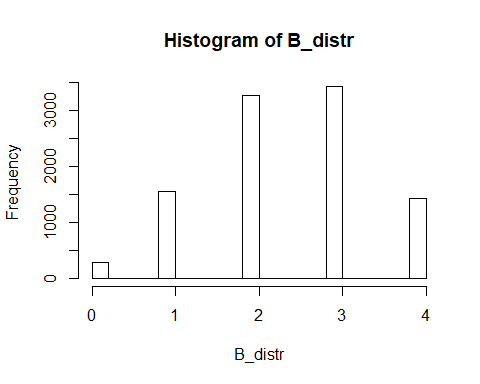 Histogram of B_distr
Frequency
3000
2000
1000
0
0 1 2 3 4
B_distr